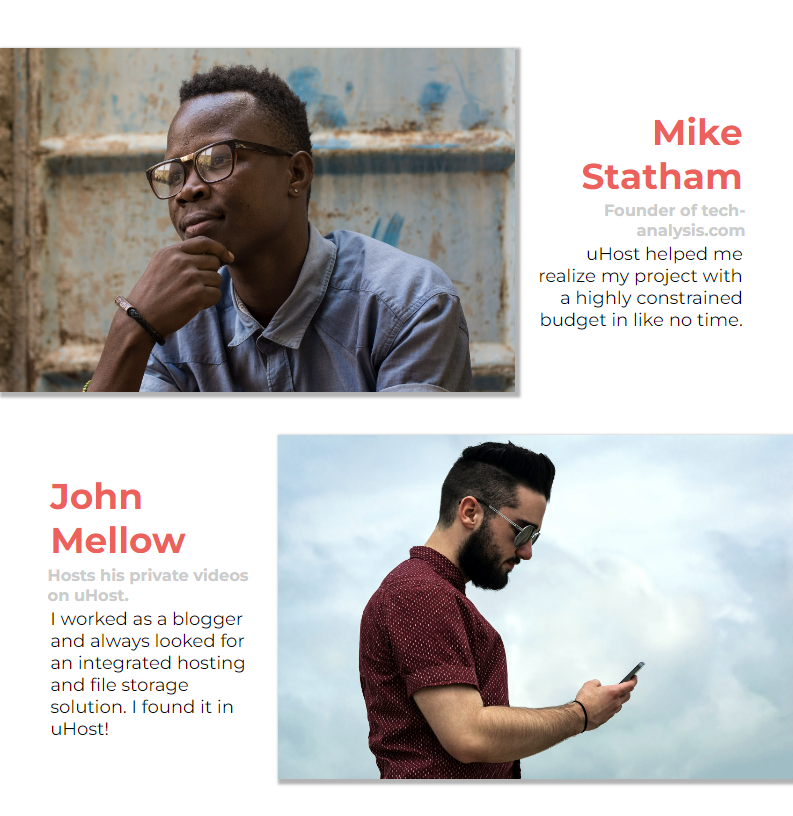 Mike
Statham
Founder of tech-
analysis.com
uHost helped me
realize my project with
a highly constrained
budget in like no time.
John
Mellow
Hosts his private videos
on uHost.
I worked as a blogger
and always looked for
an integrated hosting
and file storage
solution. I found it in
uHost!